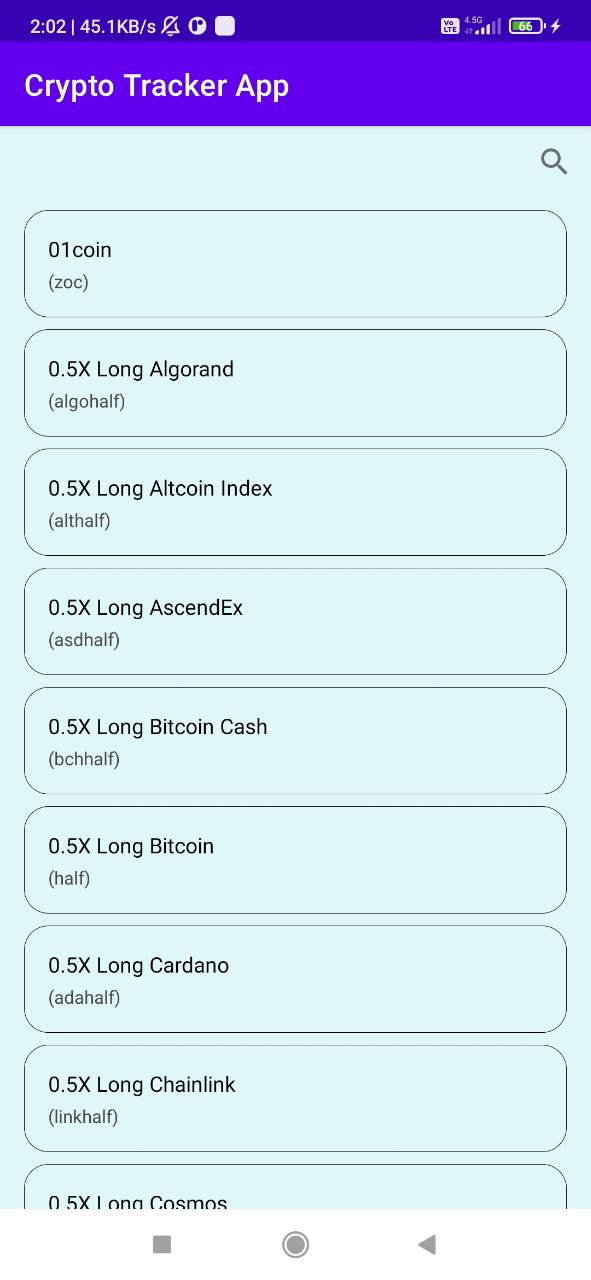 2:02 | 45.1KB/s
Vo
LTE
4.5G
66
Crypto Tracker App
01coin
(zoc)
0.5X Long Algorand
(algohalf)
0.5X Long Altcoin Index
(althalf)
0.5X Long AscendEx
(asdhalf)
0.5X Long Bitcoin Cash
(bchhalf)
0.5X Long Bitcoin
(half)
0.5X Long Cardano
(adahalf)
0.5X Long Chainlink
(linkhalf)
0.5X Long Cosmos